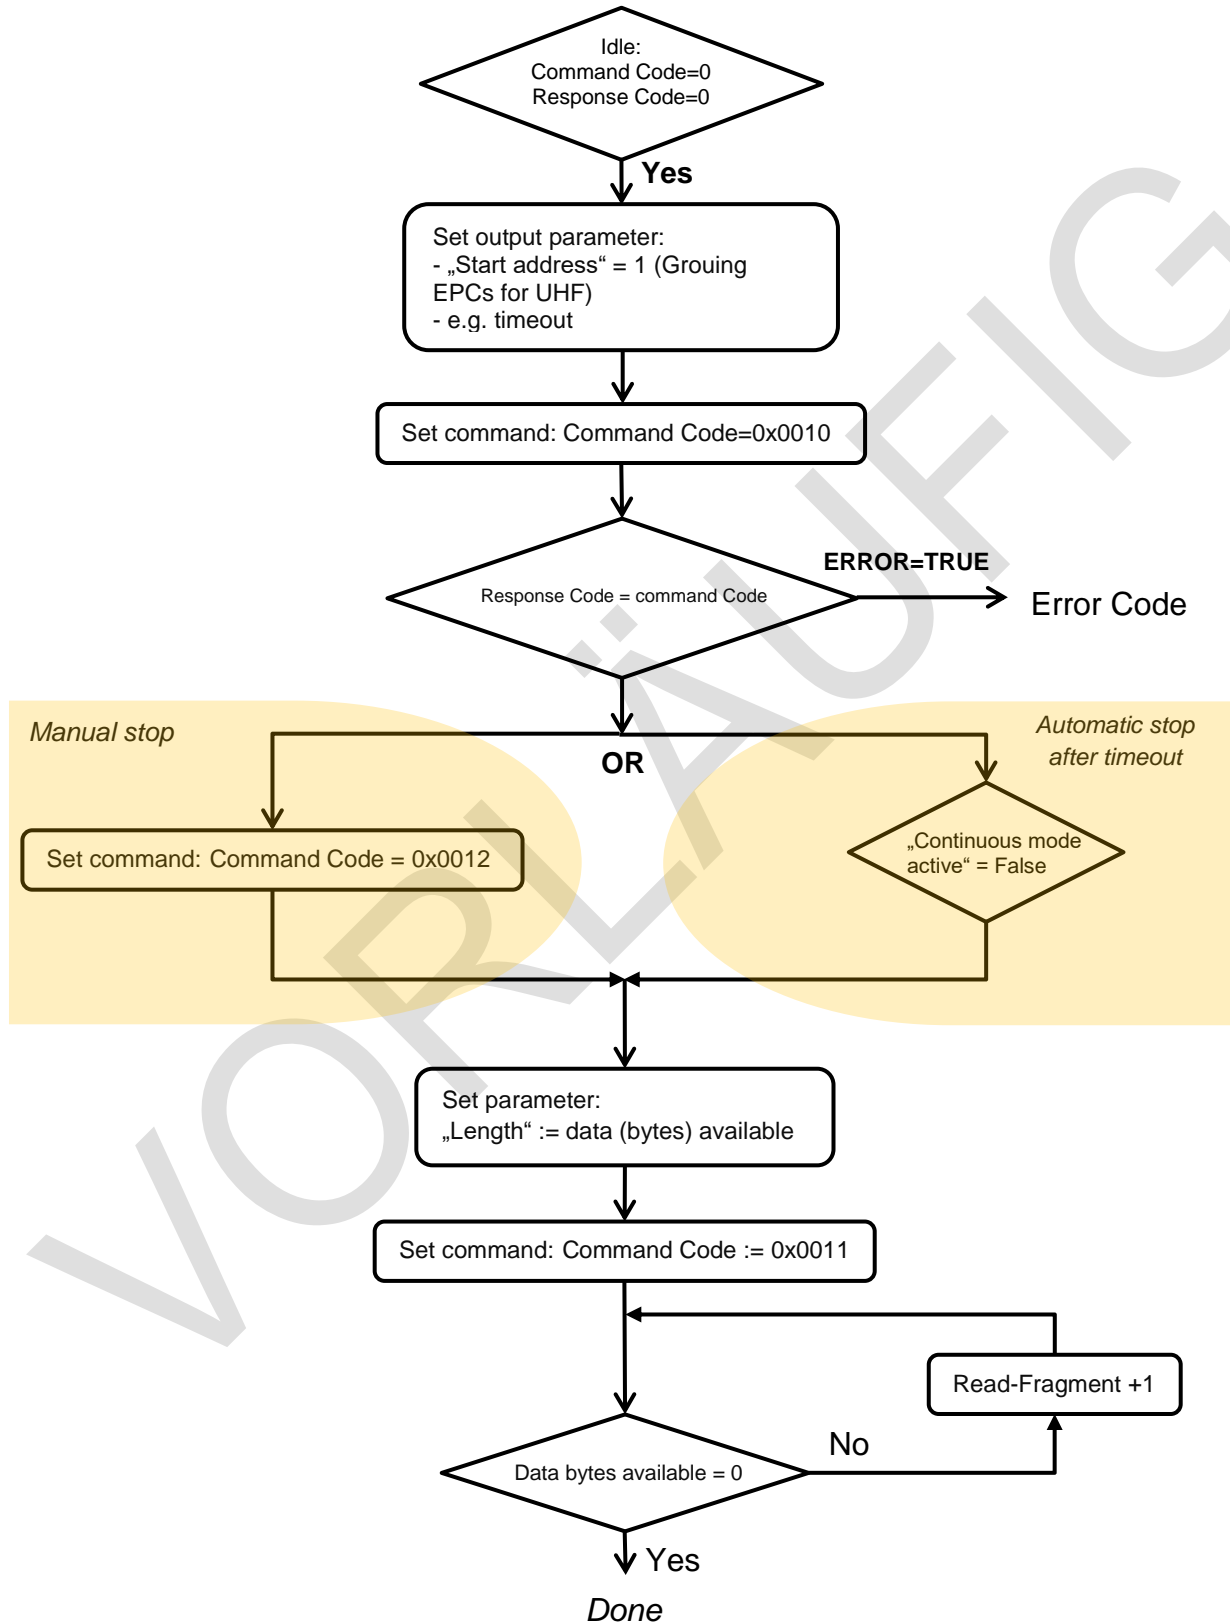 Idle:
Command Code=0
Response Code=0
Yes
Set output parameter:
- „Start address“ = 1 (Grouing
EPCs for UHF)
- e.g. timeout
Set command: Command Code=0x0010
Response Code = command Code
ERROR=TRUE
Error Code
Manual stop
OR
Automatic stop
after timeout
Set command: Command Code = 0x0012
„Continuous mode
active“ = False
Set parameter:
„Length“ := data (bytes) available
Set command: Command Code := 0x0011
Read-Fragment +1
No
Data bytes available = 0
Yes
Done
VORLÄUFIG